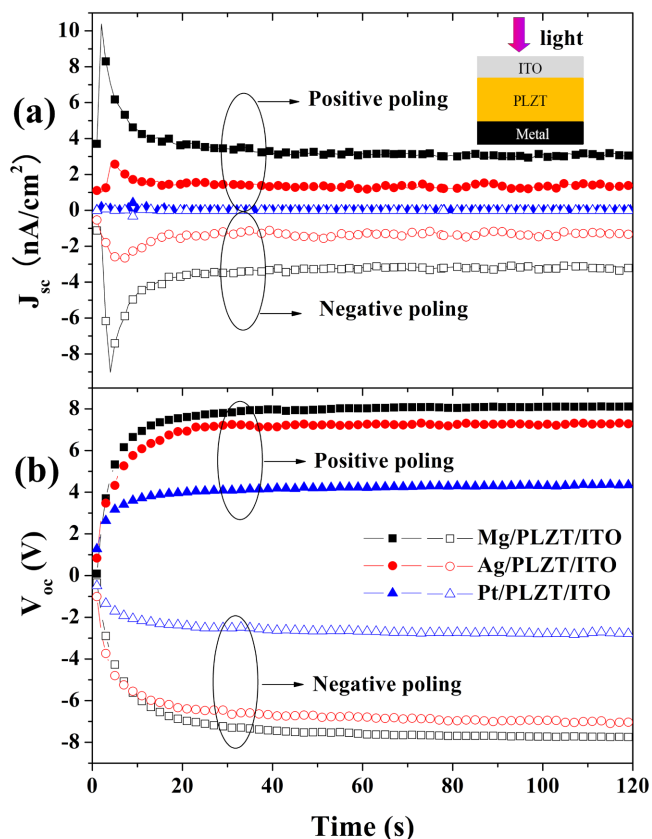 10
8
6
4
2
0
-2
-4
-6
-8
J_sc (nA/cm²)
(a)
light
ITO
PLZT
Metal
Positive poling
Negative poling
8
6
4
2
0
-2
-4
-6
-8
V_oc (V)
(b)
Positive poling
Mg/PLZT/ITO
Ag/PLZT/ITO
Pt/PLZT/ITO
Negative poling
0 20 40 60 80 100 120
Time (s)